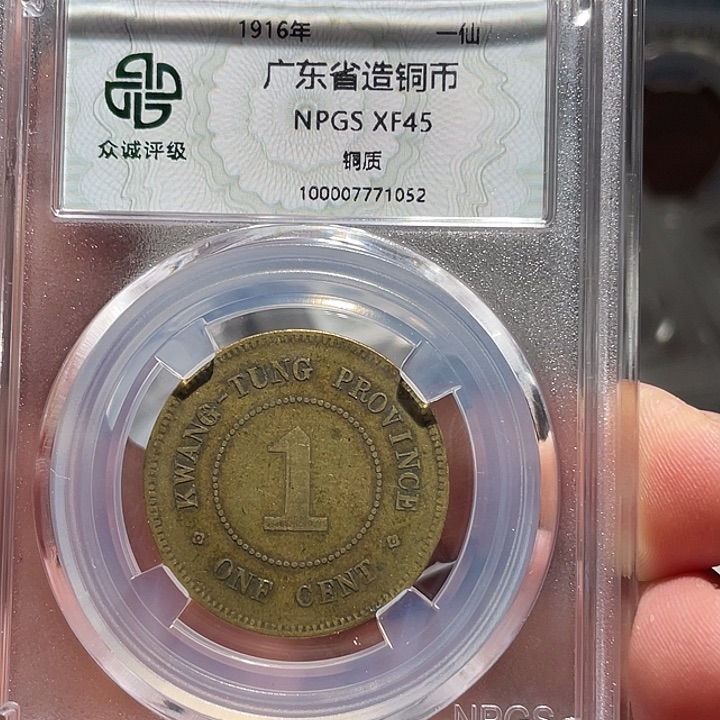 1916年 一仙
广东省造铜币
NPGS XF45
众诚评级
铜质
100007771052
KWANG-TUNG PROVINCE
1
ONE CENT
NPGS